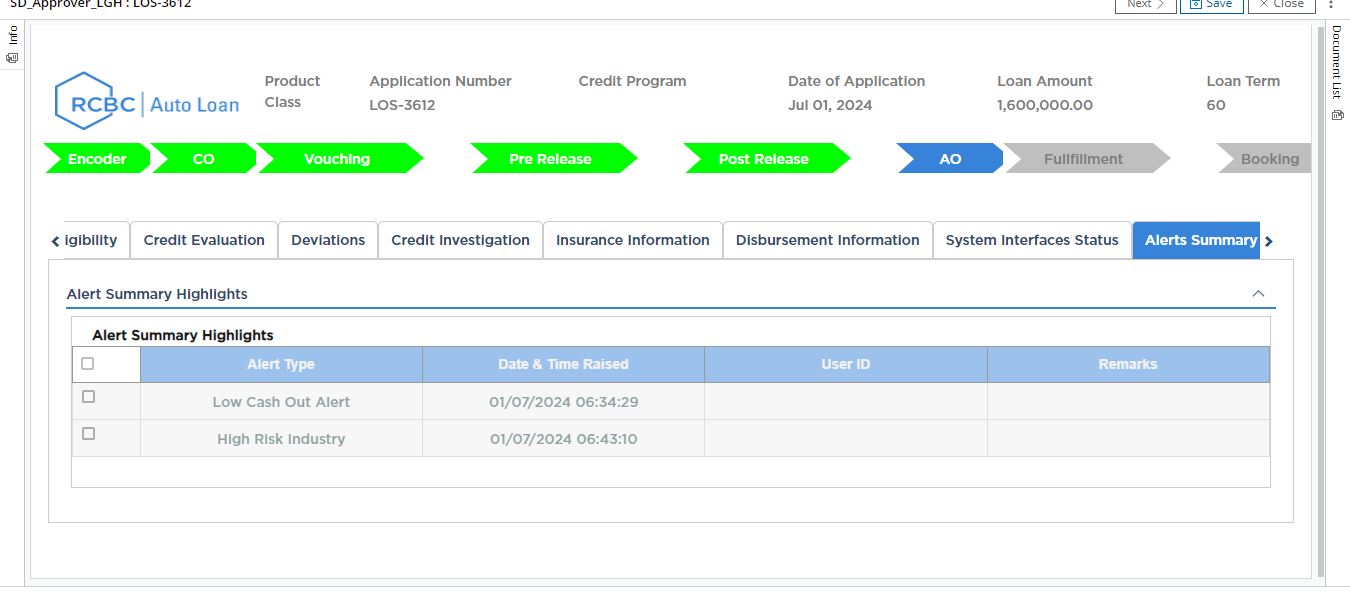 SD_Approver_LGH : LOS-3612
Next
Save
Close
Info
Document List
RCBC Auto Loan
Product Class
Application Number
LOS-3612
Credit Program
Date of Application
Jul 01, 2024
Loan Amount
1,600,000.00
Loan Term
60
Encoder
CO
Vouching
Pre Release
Post Release
AO
Fullfillment
Booking
igibility
Credit Evaluation
Deviations
Credit Investigation
Insurance Information
Disbursement Information
System Interfaces Status
Alerts Summary
Alert Summary Highlights
Alert Summary Highlights
Alert Type Date & Time Raised User ID Remarks
Low Cash Out Alert 01/07/2024 06:34:29
High Risk Industry 01/07/2024 06:43:10